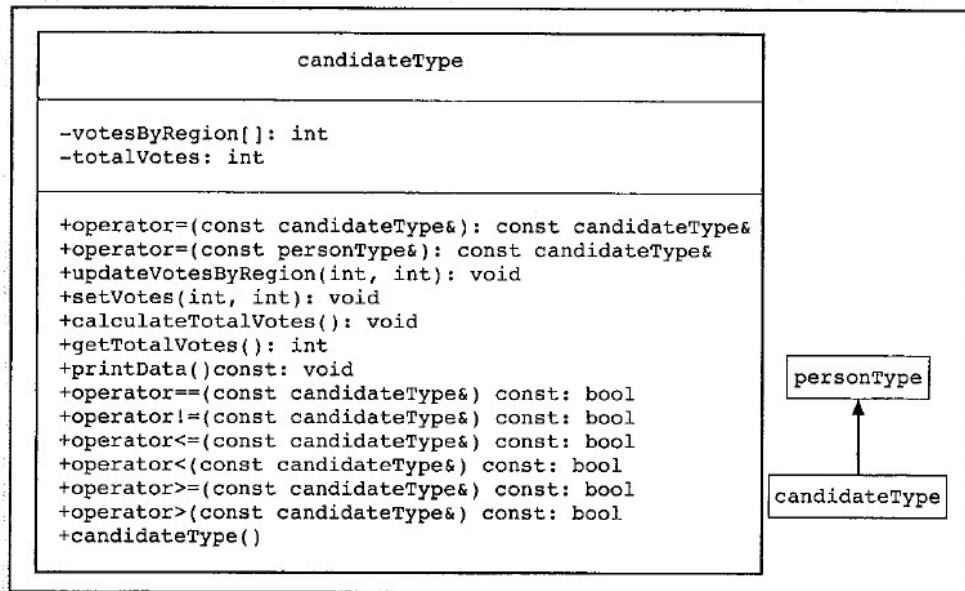 candidateType
-votesByRegion[]: int
-totalVotes: int
+operator=(const candidateType&): const candidateType&
+operator=(const personType&): const candidateType&
+updateVotesByRegion(int, int): void
+setVotes(int, int): void
+calculateTotalVotes(): void
+getTotalVotes(): int
+printData()const: void
+operator==(const candidateType&) const: bool
+operator!=(const candidateType&) const: bool
+operator<=(const candidateType&) const: bool
+operator<(const candidateType&) const: bool
+operator>=(const candidateType&) const: bool
+operator>(const candidateType&) const: bool
+candidateType()
personType
candidateType